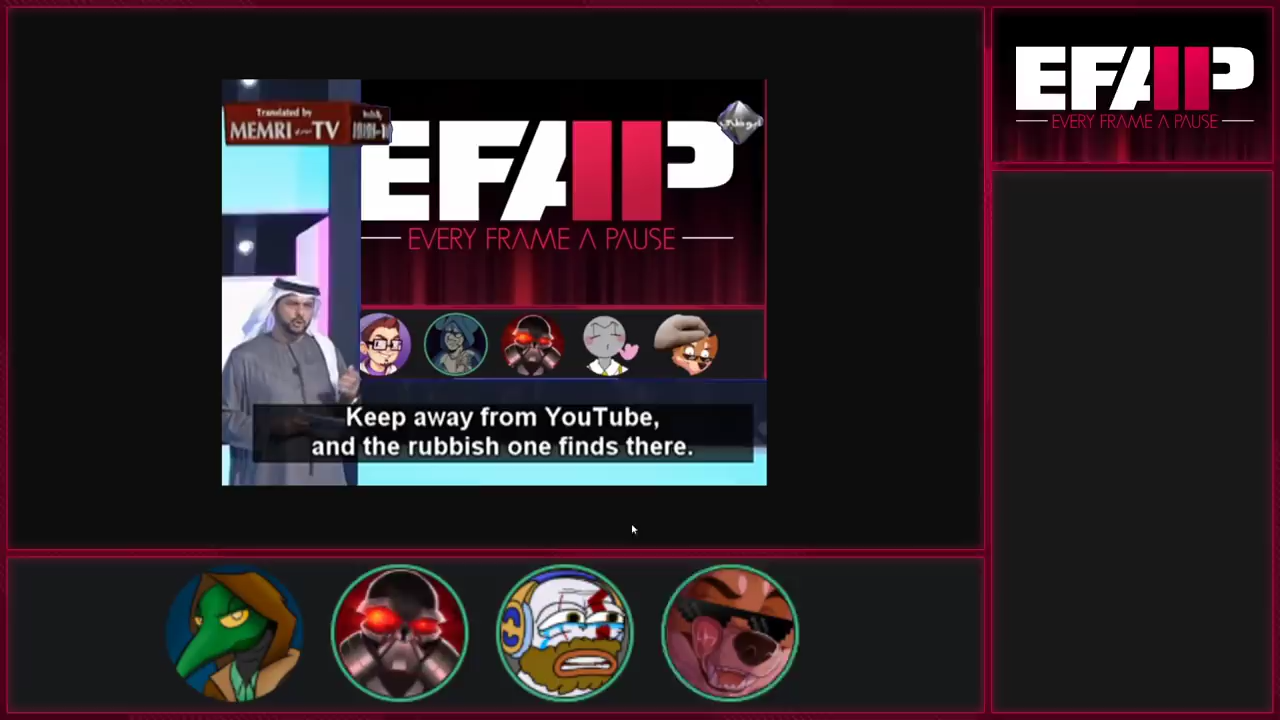 Translated by
MEMRI TV
EFAP
EVERY FRAME A PAUSE
Keep away from YouTube,
and the rubbish one finds there.
EFAP
EVERY FRAME A PAUSE